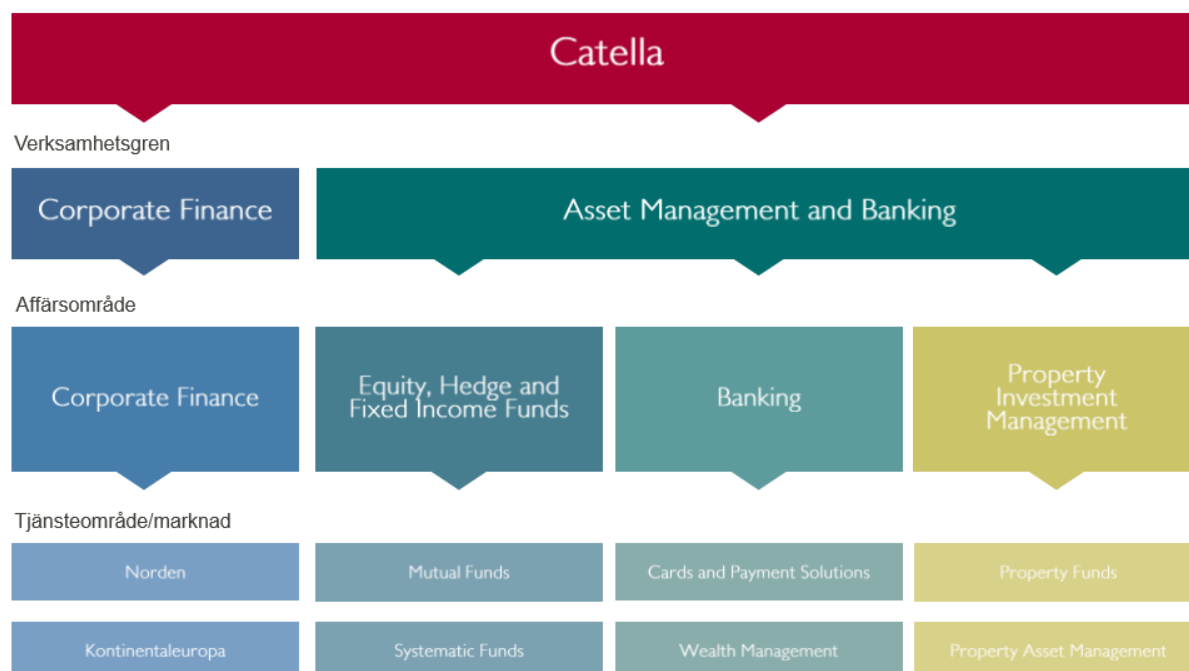 Catella
Verksamhetsgren
Corporate Finance
Asset Management and Banking
Affärsområde
Corporate Finance
Equity, Hedge and
Fixed Income Funds
Banking
Property
Investment
Management
Tjänsteområde/marknad
Norden
Mutual Funds
Cards and Payment Solutions
Property Funds
Kontinentaleuropa
Systematic Funds
Wealth Management
Property Asset Management